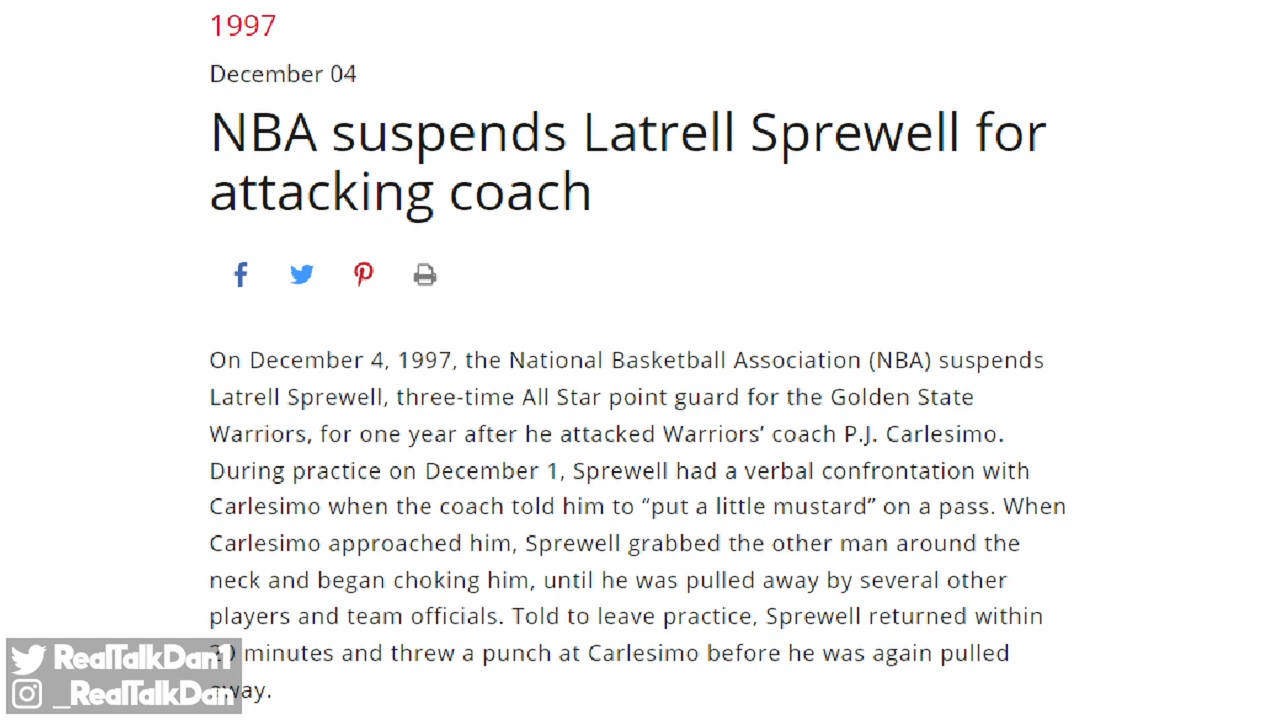 1997
December 04
NBA suspends Latrell Sprewell for
attacking coach
On December 4, 1997, the National Basketball Association (NBA) suspends
Latrell Sprewell, three-time All Star point guard for the Golden State
Warriors, for one year after he attacked Warriors’ coach P.J. Carlesimo.
During practice on December 1, Sprewell had a verbal confrontation with
Carlesimo when the coach told him to “put a little mustard” on a pass. When
Carlesimo approached him, Sprewell grabbed the other man around the
neck and began choking him, until he was pulled away by several other
players and team officials. Told to leave practice, Sprewell returned within
20 minutes and threw a punch at Carlesimo before he was again pulled
away.
RealTalkDan1
_RealTalkDan